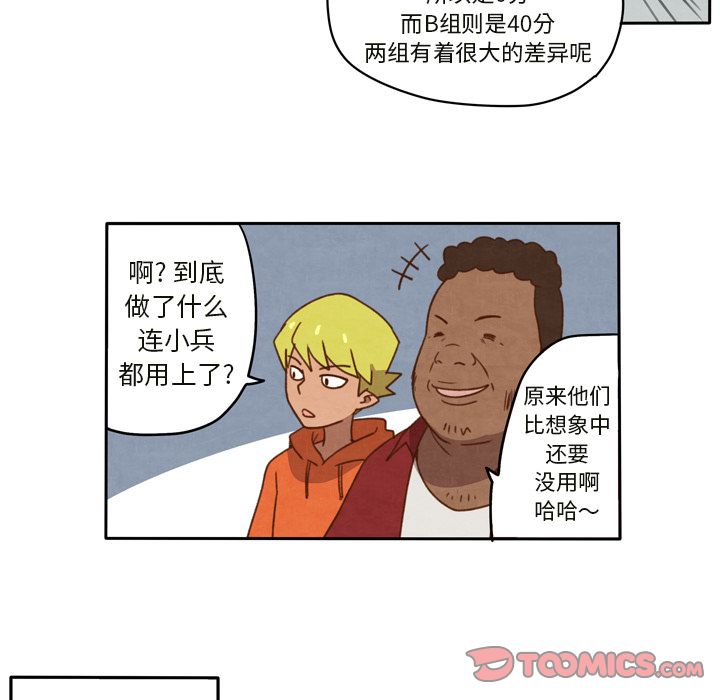 而B组则是40分
两组有着很大的差异呢
啊? 到底
做了什么
连小兵
都用上了?
原来他们
比想象中
还要
没用啊
哈哈～
TOOMICS.COM